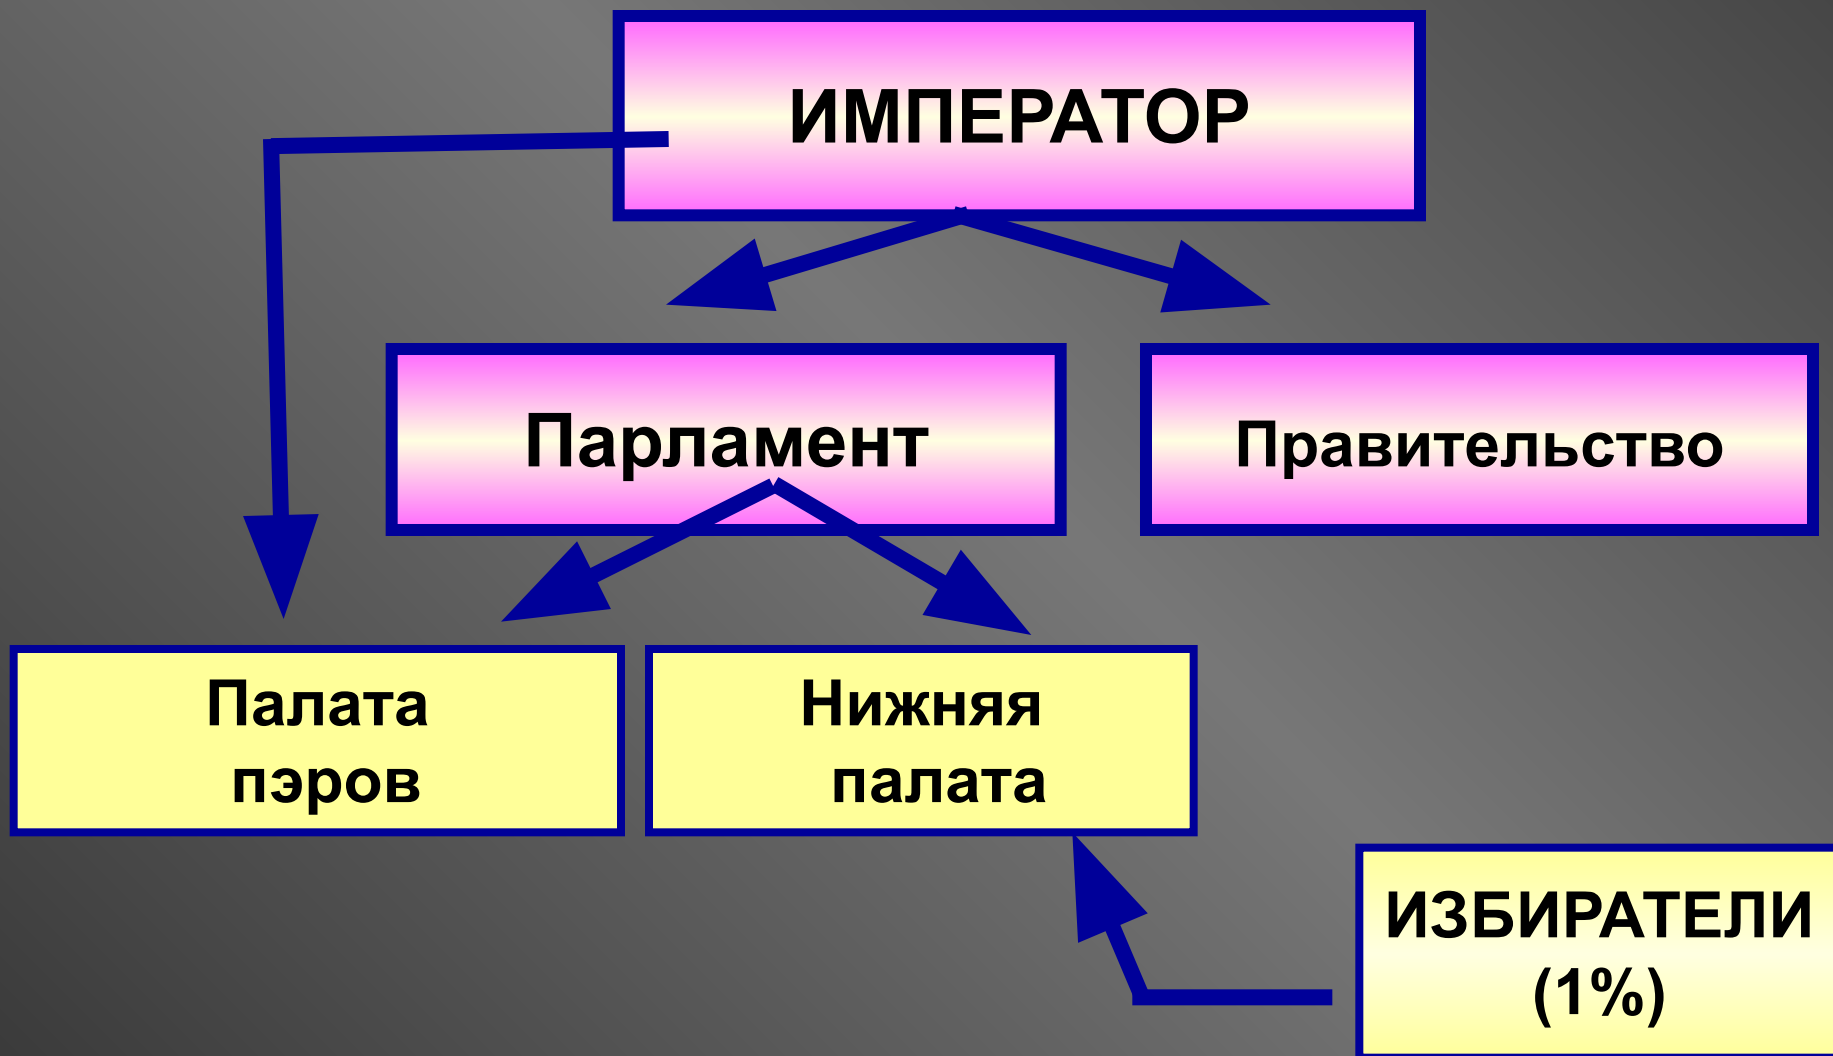 ИМПЕРАТОР
Парламент
Правительство
Палата
пэров
Нижняя
палата
ИЗБИРАТЕЛИ
(1%)